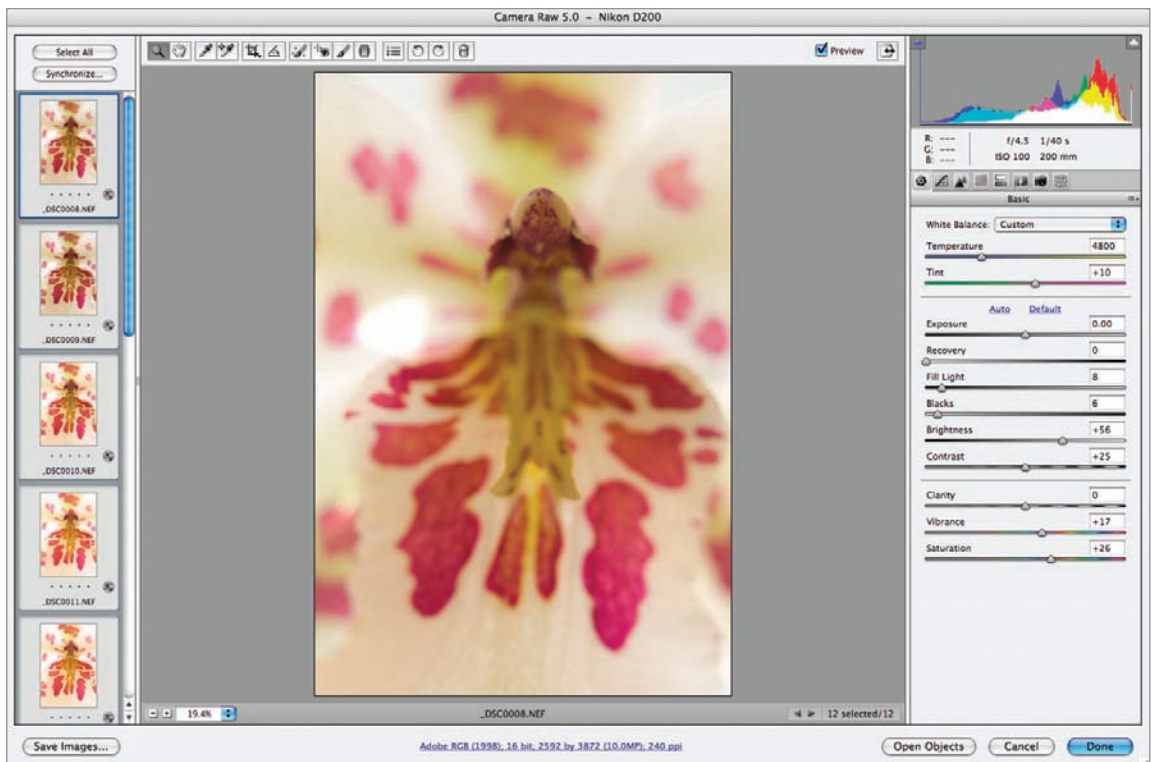 Camera Raw 5.0 – Nikon D200
Select All
Synchronize...
Preview
_DSC0008.NEF
_DSC0009.NEF
_DSC0010.NEF
_DSC0011.NEF
R: ---
G: ---
B: ---
f/4.5 1/40 s
ISO 100 200 mm
Basic
White Balance: Custom
Temperature 4800
Tint +10
Auto Default
Exposure 0.00
Recovery 0
Fill Light 8
Blacks 6
Brightness +56
Contrast +25
Clarity 0
Vibrance +17
Saturation +26
19.4%
_DSC0008.NEF
12 selected/12
Save Images...
Adobe RGB (1998); 16 bit; 2592 by 3872 (10.0MP); 240 ppi
Open Objects
Cancel
Done